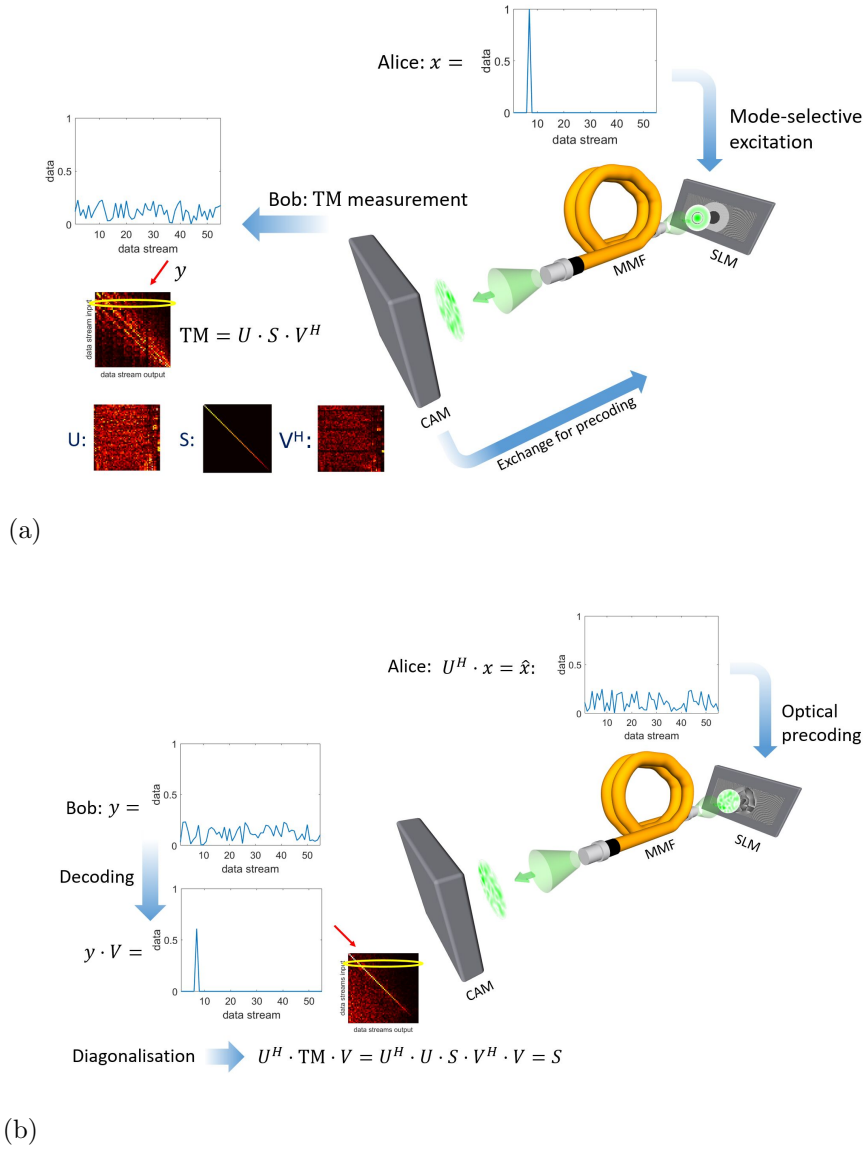 Alice: x =
data
1
0.5
0
10 20 30 40 50
data stream
Mode-selective
excitation
data
1
0.5
0
10 20 30 40 50
data stream
Bob: TM measurement
MMF
SLM
y
data stream input
data stream output
TM = U · S · V^H
CAM
Exchange for precoding
U:
S:
V^H:
(a)
Alice: U^H · x = x̂:
data
1
0.5
0
10 20 30 40 50
data stream
Optical
precoding
Bob: y =
data
1
0.5
0
10 20 30 40 50
data stream
MMF
SLM
Decoding
y · V =
data
1
0.5
0
10 20 30 40 50
data stream
data streams input
data streams output
CAM
Diagonalisation
U^H · TM · V = U^H · U · S · V^H · V = S
(b)